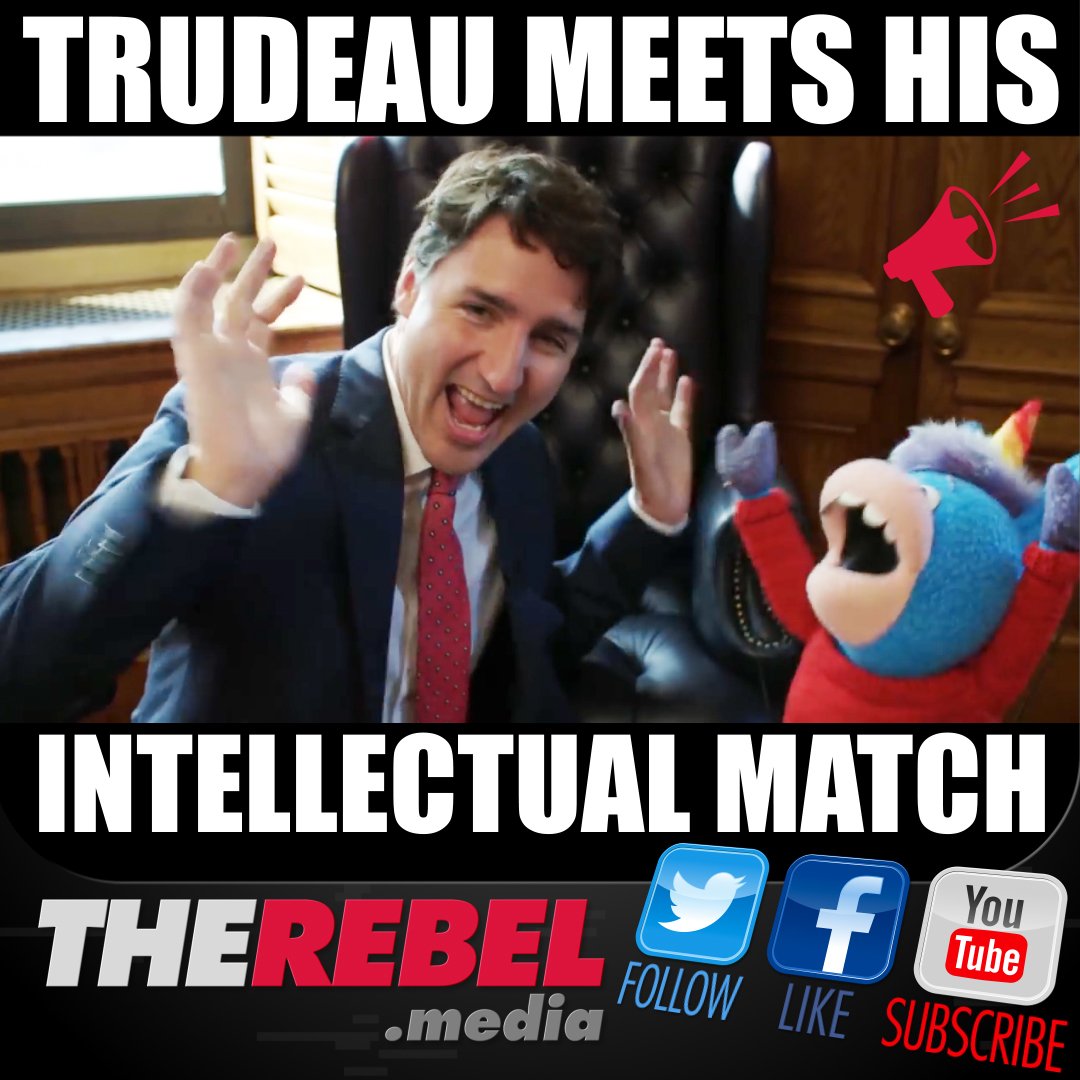 TRUDEAU MEETS HIS
INTELLECTUAL MATCH
THEREBEL
.media
FOLLOW
LIKE
You
Tube
SUBSCRIBE